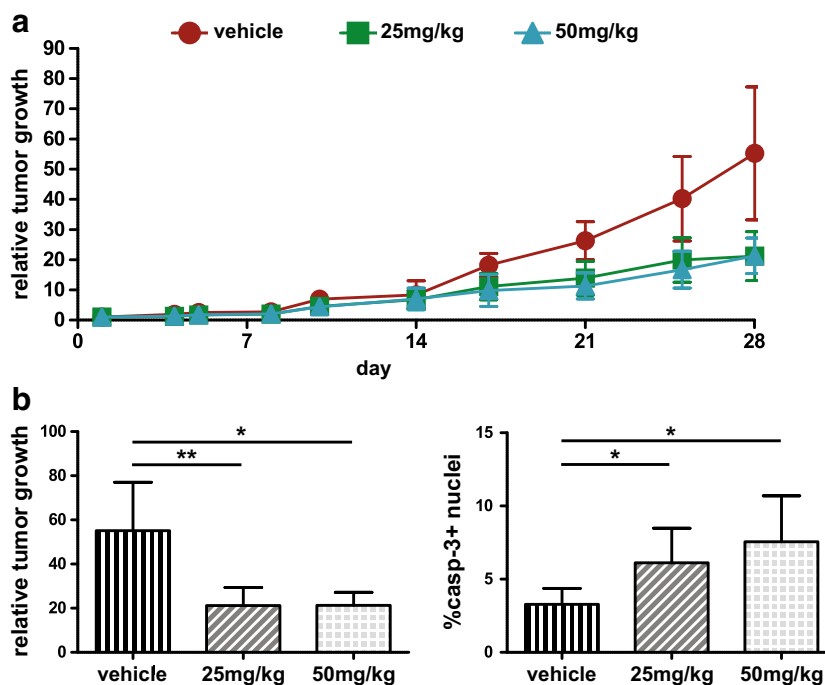 a
vehicle 25mg/kg 50mg/kg
relative tumor growth
90
80
70
60
50
40
30
20
10
0
0 7 14 21 28
day
b
relative tumor growth
100
80
60
40
20
0
*
**
vehicle 25mg/kg 50mg/kg
%casp-3+ nuclei
15
10
5
0
*
*
vehicle 25mg/kg 50mg/kg